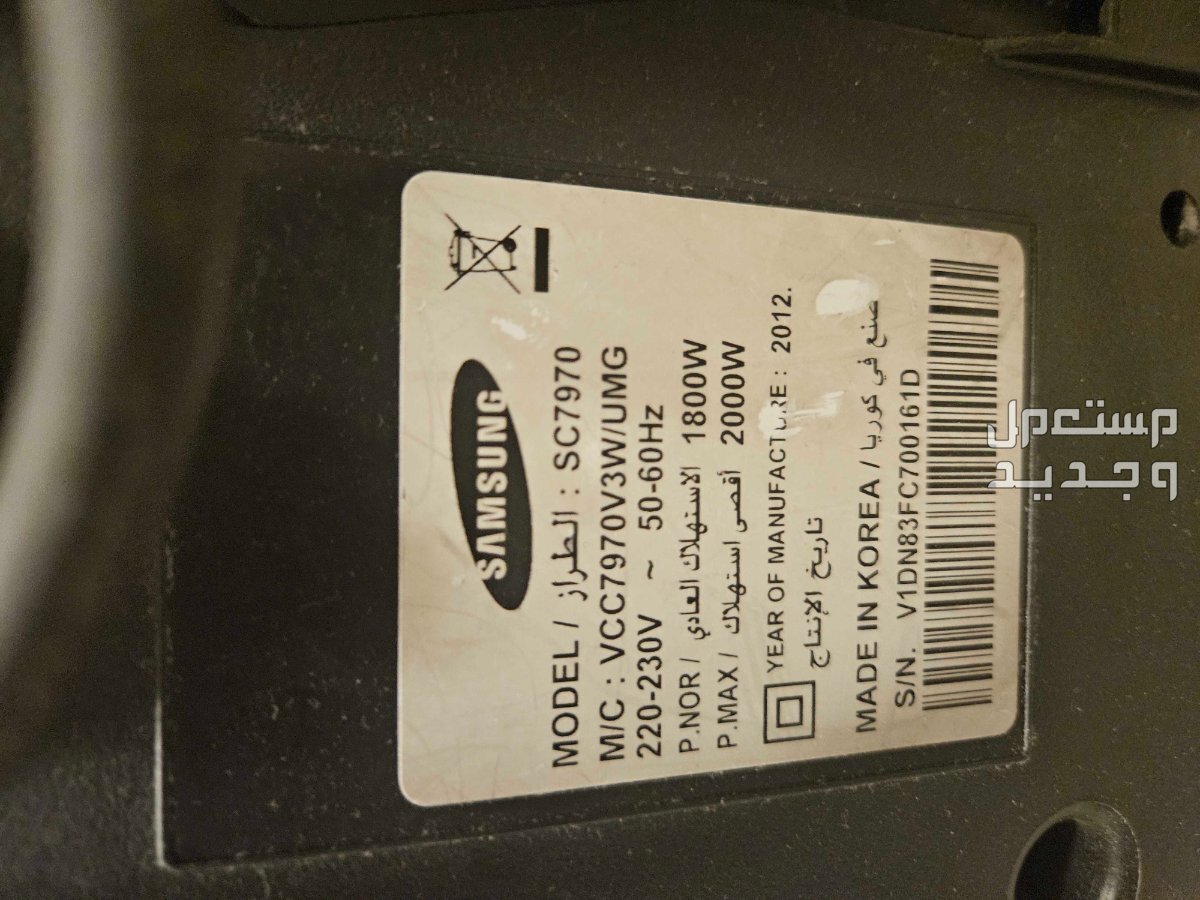 SAMSUNG
MODEL / الطراز : SC7970
M/C : VCC7970V3W/UMG
220-230V ~ 50-60Hz
P.NOR / الاستهلاك العادي 1800W
P.MAX / أقصى استهلاك 2000W
YEAR OF MANUFACTURE : 2012.
تاريخ الإنتاج
MADE IN KOREA / صنع في كوريا
S/N. V1DN83FC700161D
مستعمل
وجديد